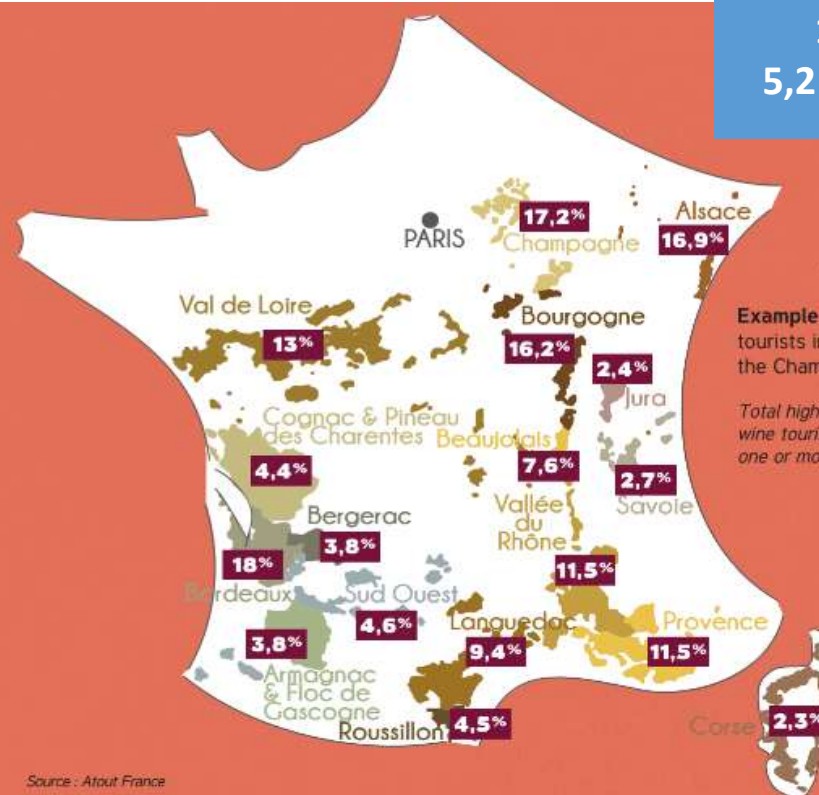 5,2
PARIS
17,2%
Champagne
Alsace
16,9%
Val de Loire
13%
Bourgogne
16,2%
2,4%
Jura
Example
tourists i
the Cham
Total high
wine touri
one or mo
Cognac & Pineau
des Charentes
4,4%
Beaujolais
7,6%
2,7%
Savoie
Vallée
du
Rhône
11,5%
Bergerac
3,8%
18%
Bordeaux
Sud Ouest
4,6%
Languedoc
9,4%
Provence
11,5%
3,8%
Armagnac
& Floc de
Gascogne
Roussillon
4,5%
Corse
2,3%
Source : Atout France